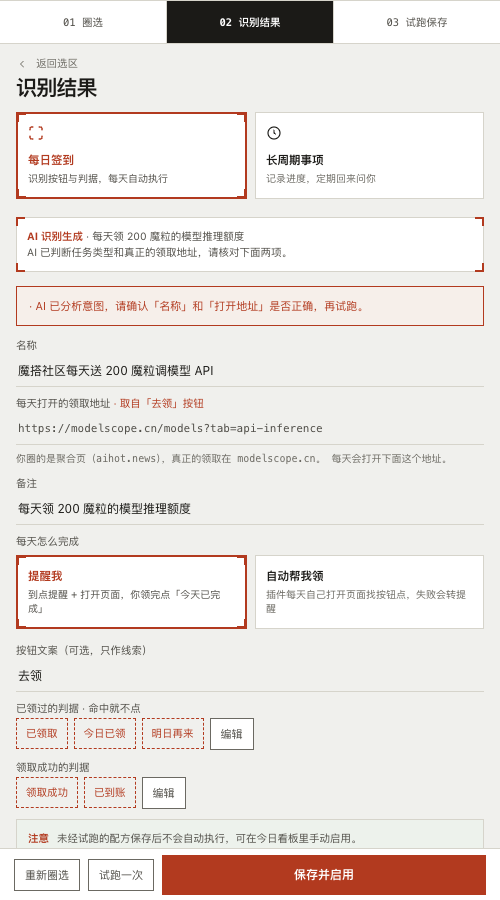 01 圈选
02 识别结果
03 试跑保存
返回选区
识别结果
每日签到
识别按钮与判据，每天自动执行
长周期事项
记录进度，定期回来问你
AI 识别生成 · 每天领 200 魔粒的模型推理额度
AI 已判断任务类型和真正的领取地址，请核对下面两项。
· AI 已分析意图，请确认「名称」和「打开地址」是否正确，再试跑。
名称
魔搭社区每天送 200 魔粒调模型 API
每天打开的领取地址 · 取自「去领」按钮
https://modelscope.cn/models?tab=api-inference
你圈的是聚合页（aihot.news），真正的领取在 modelscope.cn。 每天会打开下面这个地址。
备注
每天领 200 魔粒的模型推理额度
每天怎么完成
提醒我
到点提醒 + 打开页面，你领完点「今天已完
成」
自动帮我领
插件每天自己打开页面找按钮点，失败会转提
醒
按钮文案（可选，只作线索）
去领
已领过的判据 · 命中就不点
已领取
今日已领
明日再来
编辑
领取成功的判据
领取成功
已到账
编辑
注意 未经试跑的配方保存后不会自动执行，可在今日看板里手动启用。
重新圈选
试跑一次
保存并启用